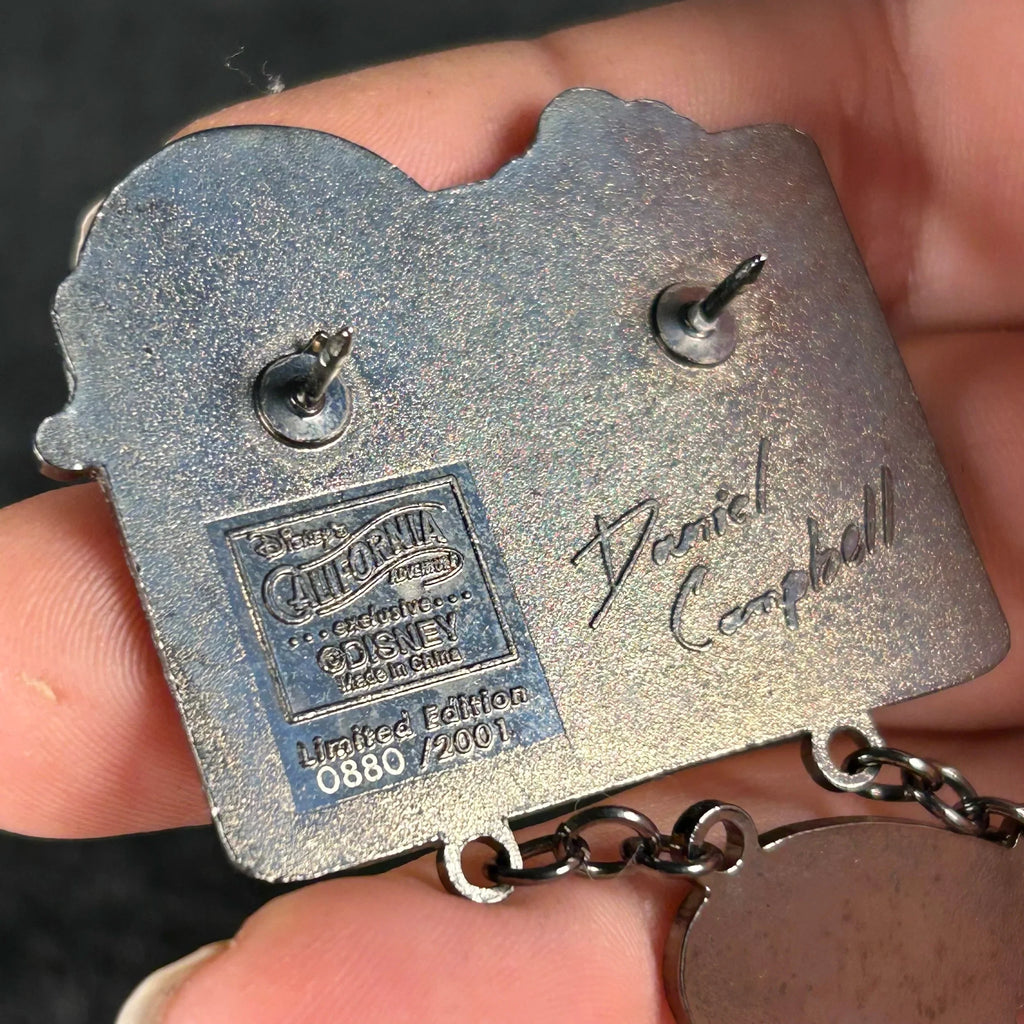 Disney's
CALIFORNIA
ADVENTURE
...exclusive...
©DISNEY
Made in China
Limited Edition
0880 /2001
Daniel
Campbell